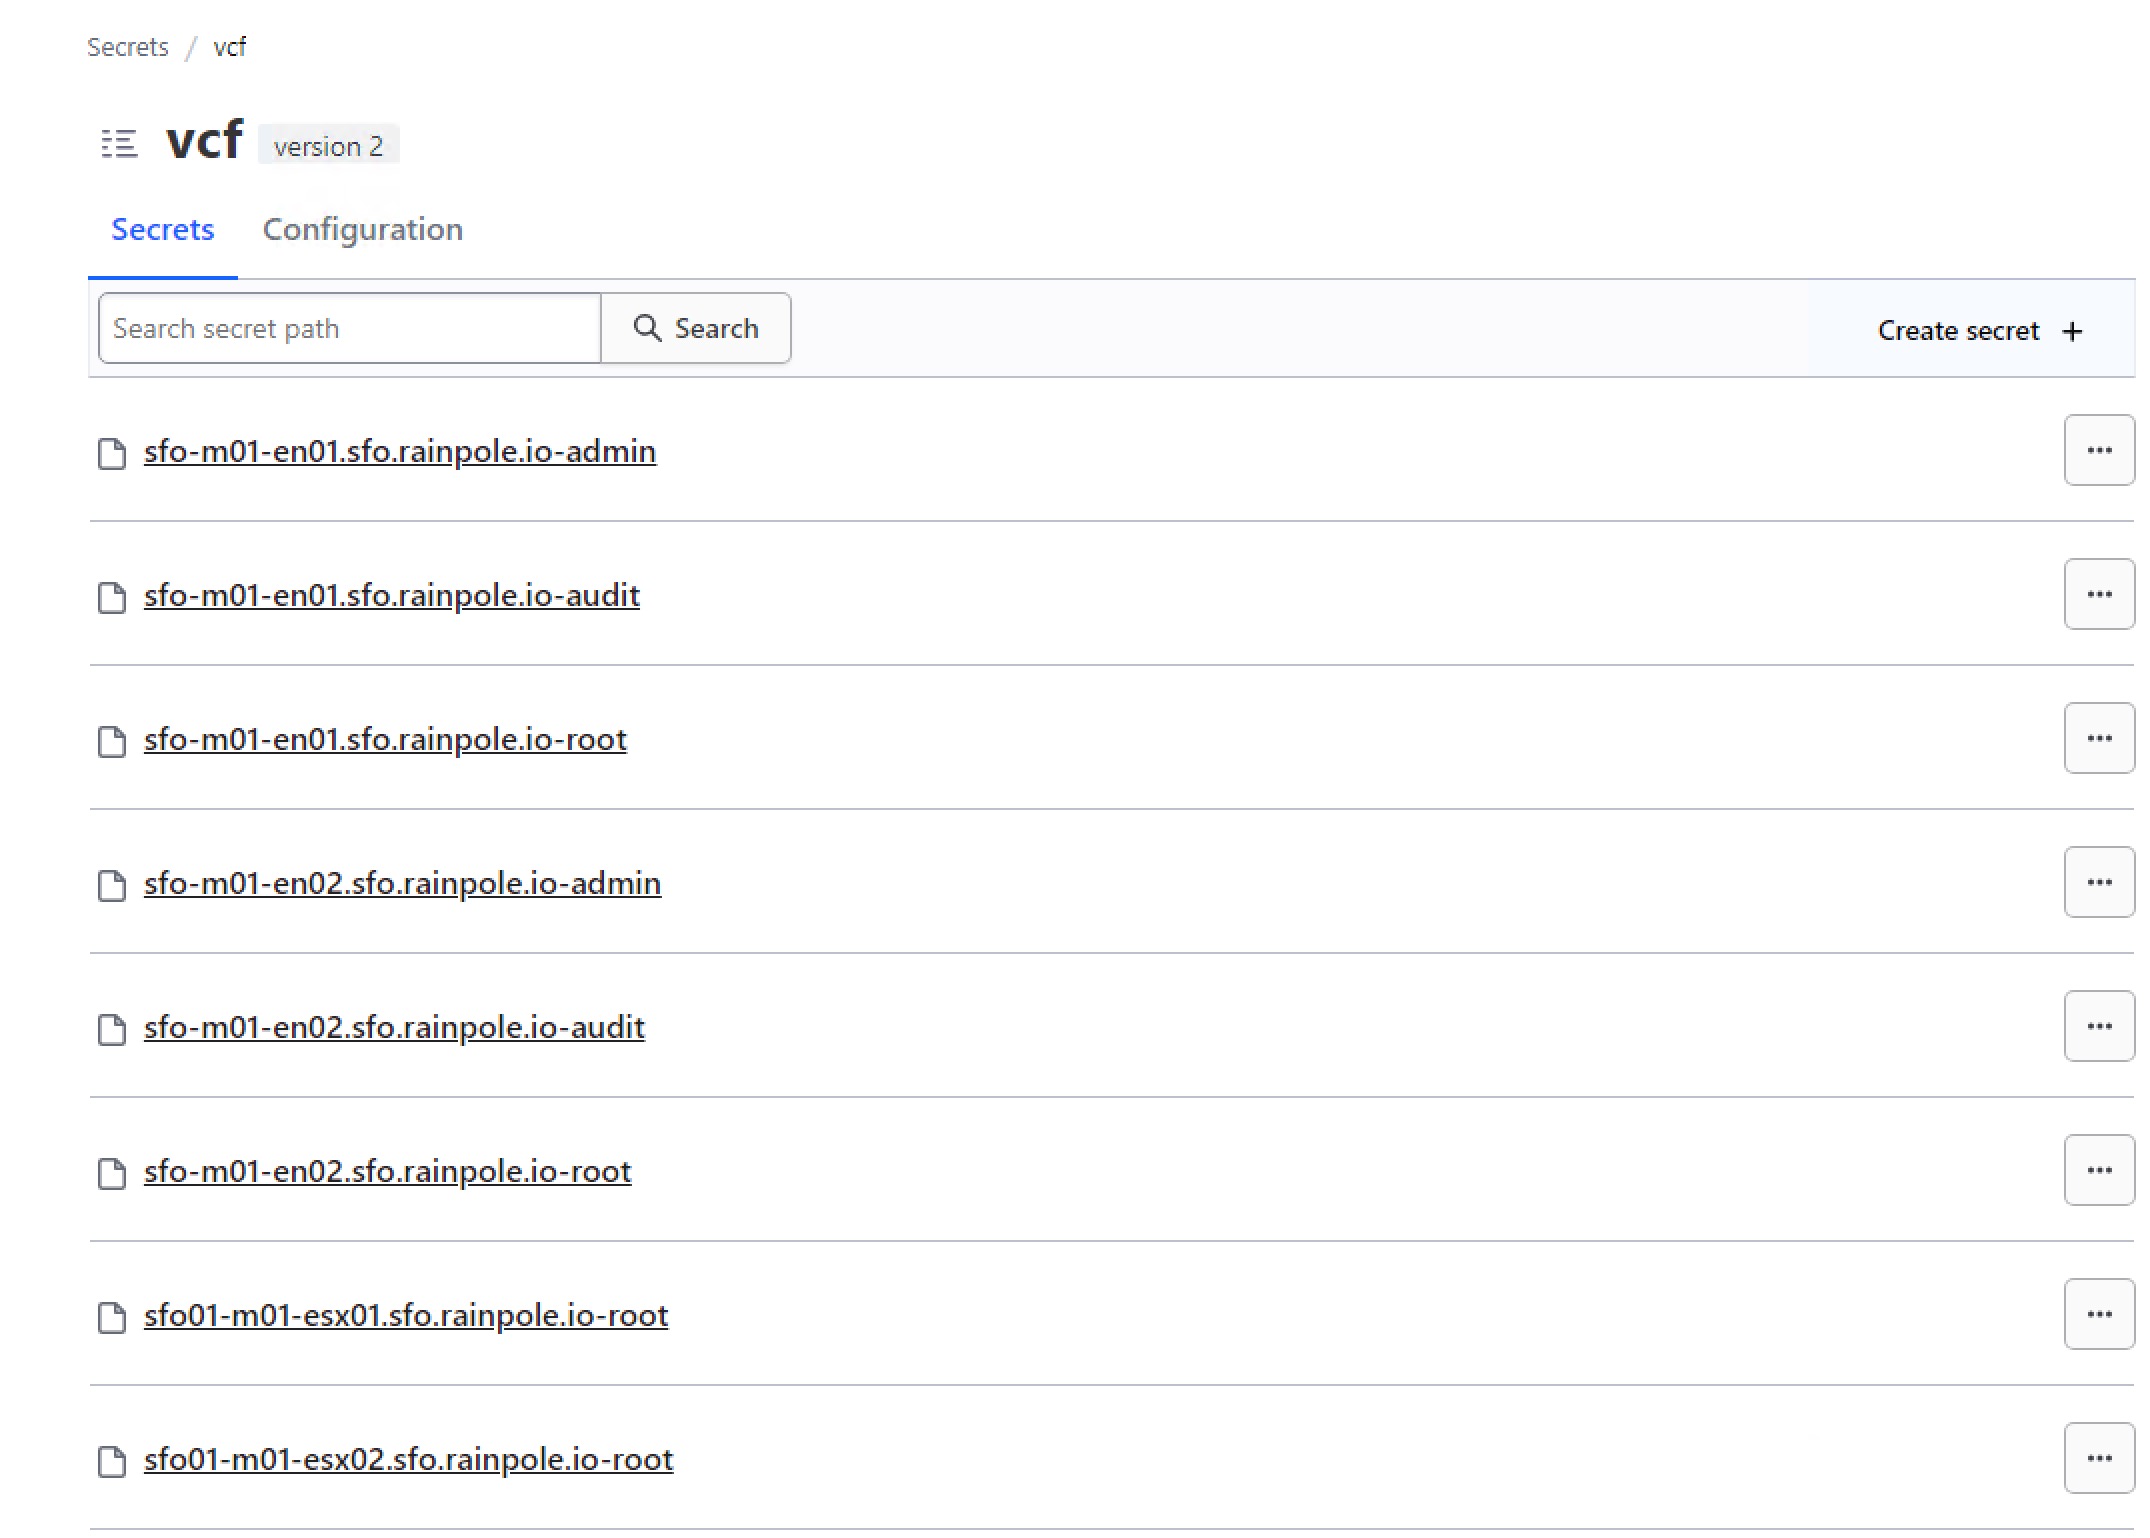 Secrets / vcf
vcf version 2
Secrets Configuration
Search secret path Search Create secret +
sfo-m01-en01.sfo.rainpole.io-admin
sfo-m01-en01.sfo.rainpole.io-audit
sfo-m01-en01.sfo.rainpole.io-root
sfo-m01-en02.sfo.rainpole.io-admin
sfo-m01-en02.sfo.rainpole.io-audit
sfo-m01-en02.sfo.rainpole.io-root
sfo01-m01-esx01.sfo.rainpole.io-root
sfo01-m01-esx02.sfo.rainpole.io-root